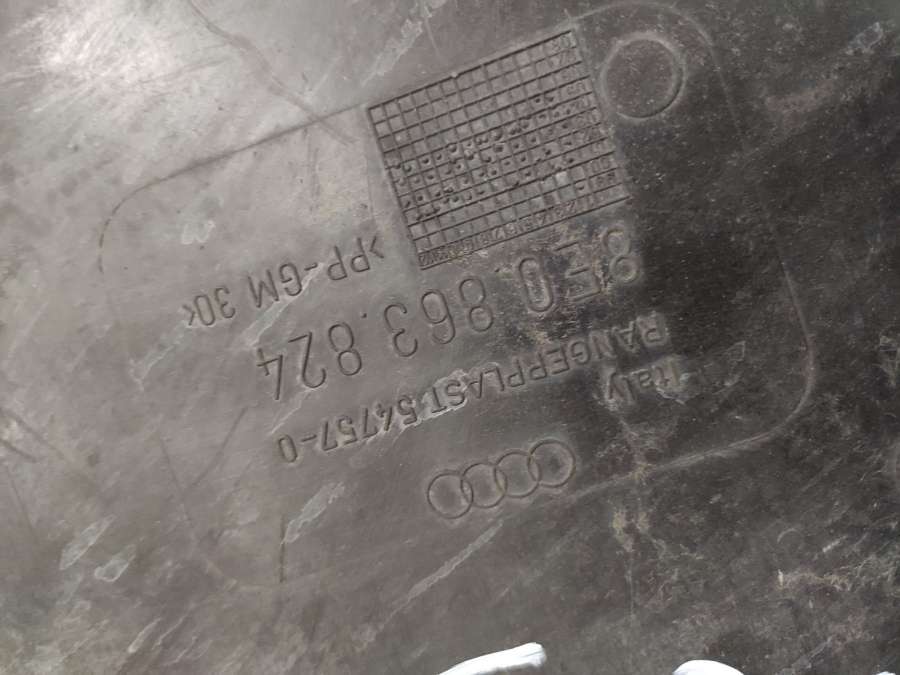 Italy
RANGERPLAST 54757-0
8E0.863.824
>PP-GM 30<